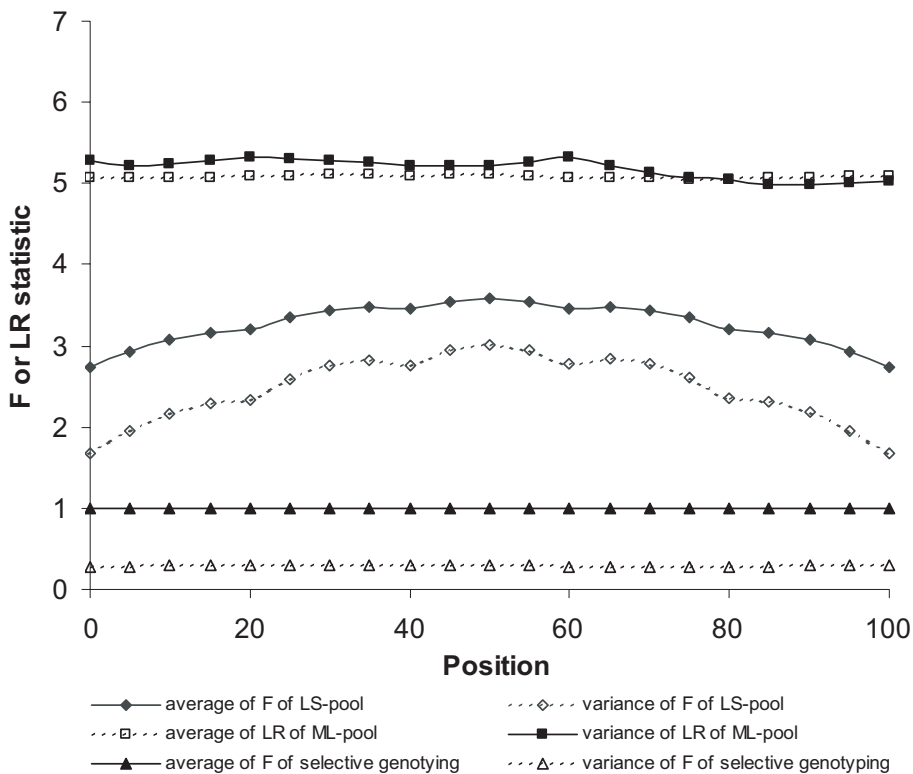 7
6
5
4
3
2
1
0
F or LR statistic
0 20 40 60 80 100
Position
average of F of LS-pool
variance of F of LS-pool
average of LR of ML-pool
variance of LR of ML-pool
average of F of selective genotying
variance of F of selective genotyping